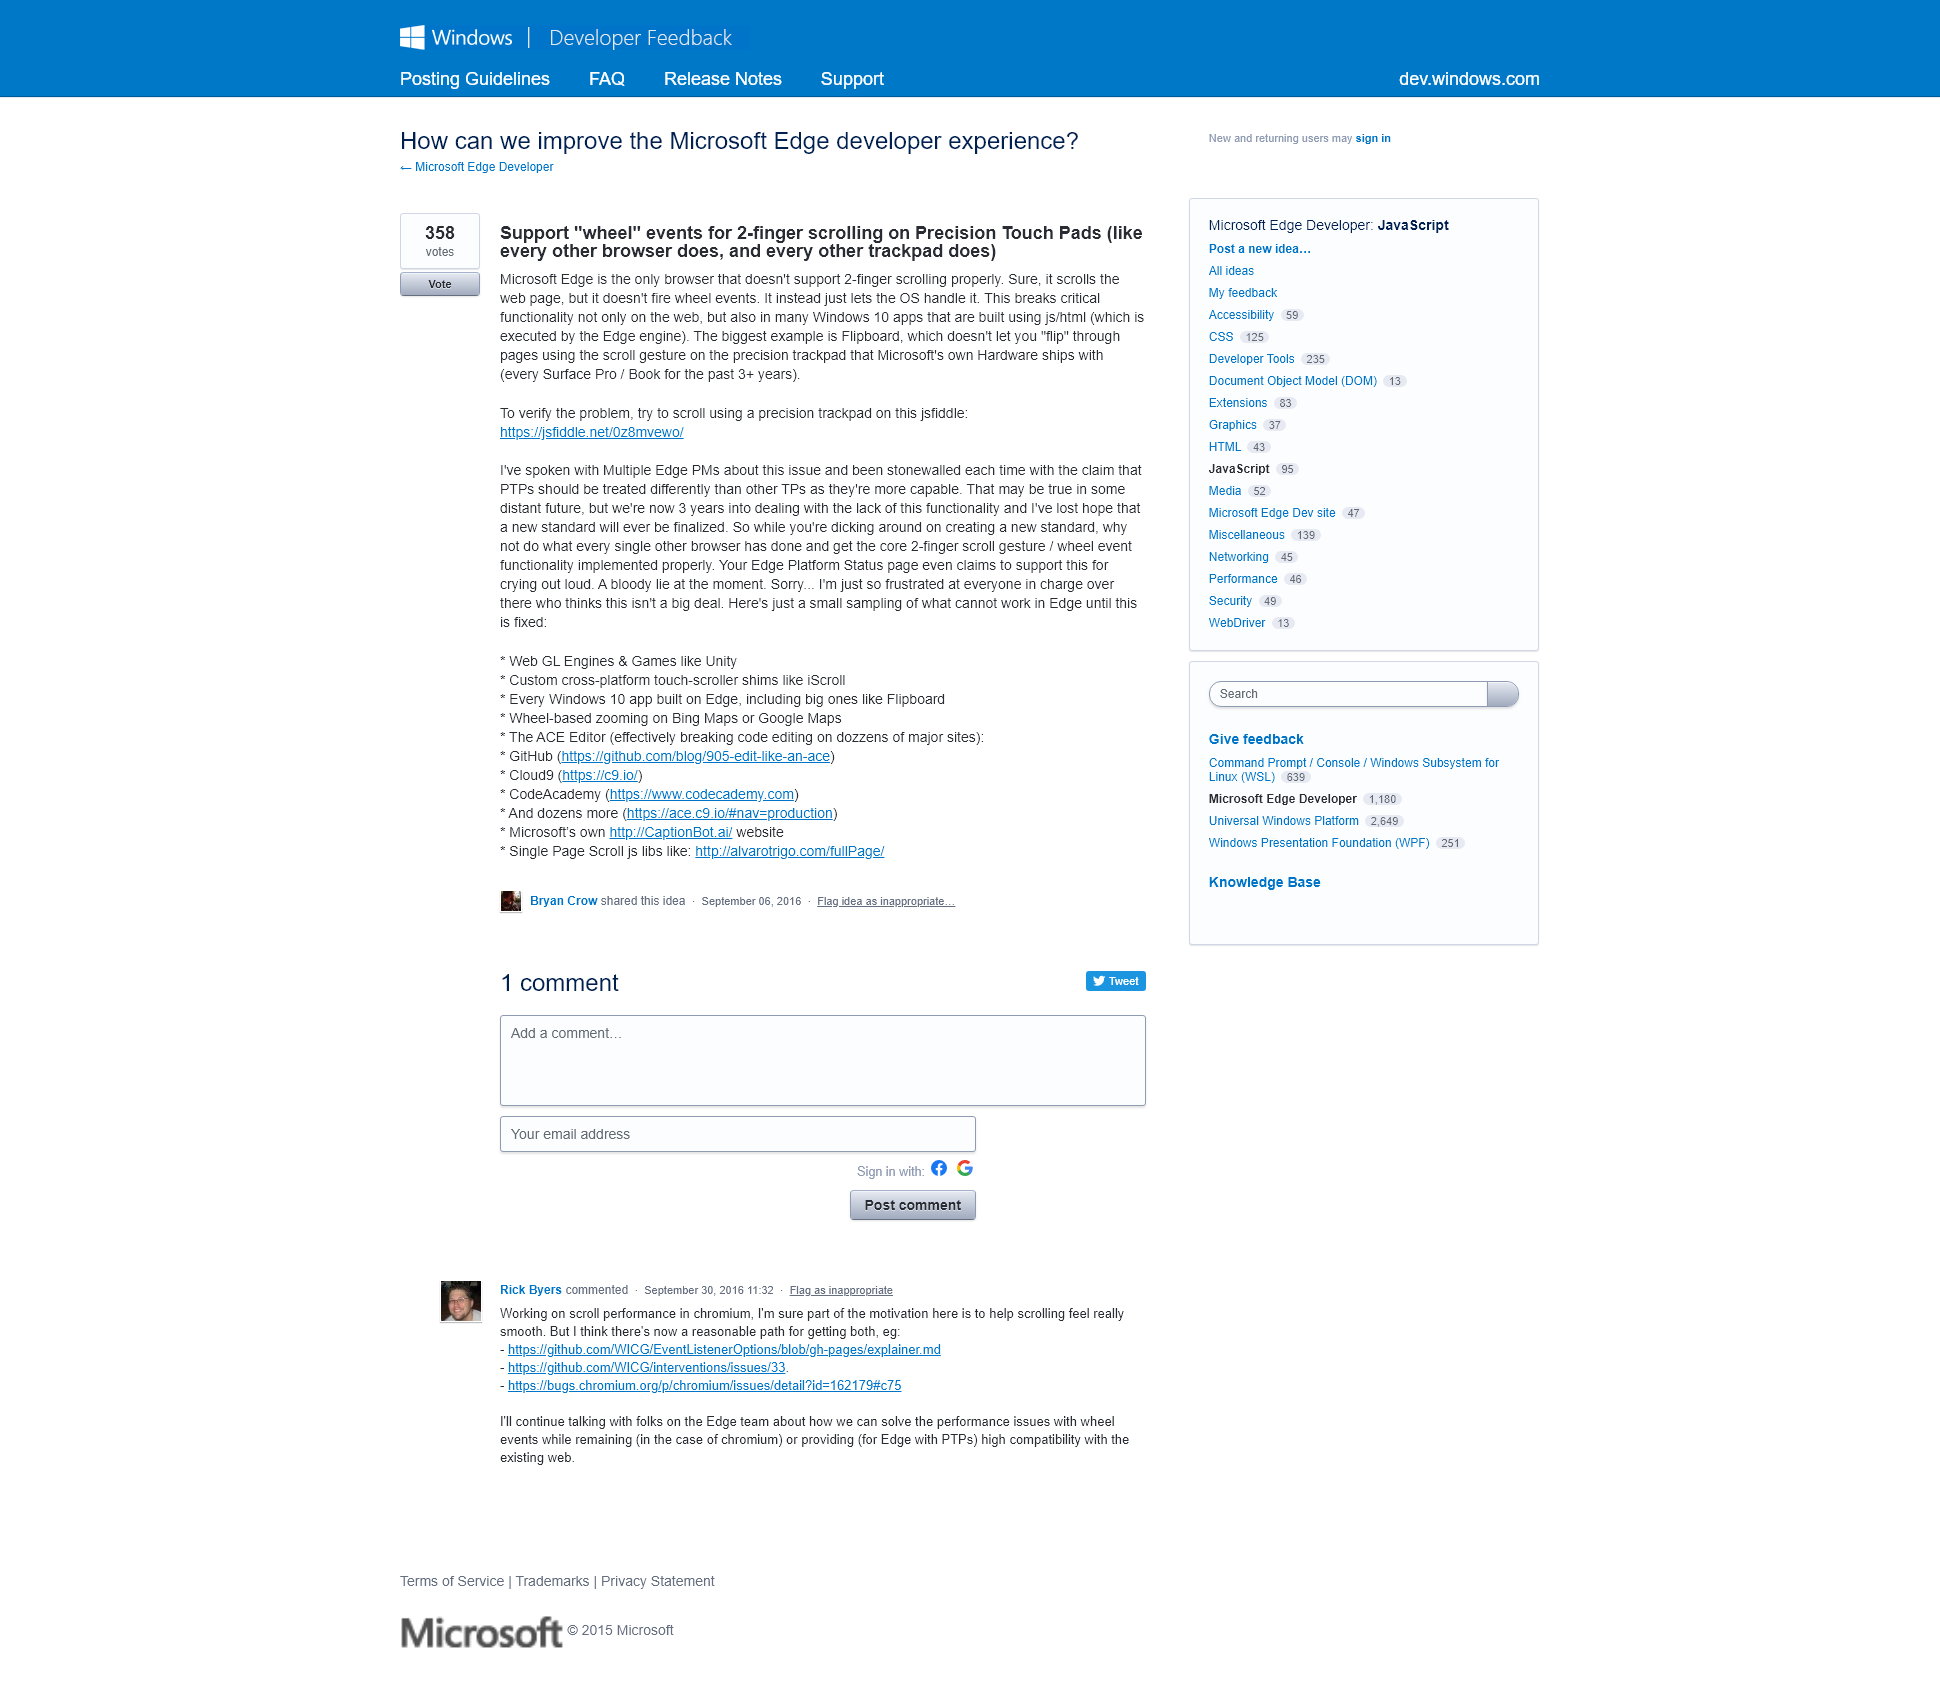 Windows | Developer Feedback
Posting Guidelines FAQ Release Notes Support dev.windows.com
How can we improve the Microsoft Edge developer experience?
← Microsoft Edge Developer
New and returning users may sign in
358
votes
Vote
Support "wheel" events for 2-finger scrolling on Precision Touch Pads (like
every other browser does, and every other trackpad does)
Microsoft Edge is the only browser that doesn't support 2-finger scrolling properly. Sure, it scrolls the
web page, but it doesn't fire wheel events. It instead just lets the OS handle it. This breaks critical
functionality not only on the web, but also in many Windows 10 apps that are built using js/html (which is
executed by the Edge engine). The biggest example is Flipboard, which doesn't let you "flip" through
pages using the scroll gesture on the precision trackpad that Microsoft's own Hardware ships with
(every Surface Pro / Book for the past 3+ years).
To verify the problem, try to scroll using a precision trackpad on this jsfiddle:
https://jsfiddle.net/0z8mvewo/
I've spoken with Multiple Edge PMs about this issue and been stonewalled each time with the claim that
PTPs should be treated differently than other TPs as they're more capable. That may be true in some
distant future, but we're now 3 years into dealing with the lack of this functionality and I've lost hope that
a new standard will ever be finalized. So while you're dicking around on creating a new standard, why
not do what every single other browser has done and get the core 2-finger scroll gesture / wheel event
functionality implemented properly. Your Edge Platform Status page even claims to support this for
crying out loud. A bloody lie at the moment. Sorry... I'm just so frustrated at everyone in charge over
there who thinks this isn't a big deal. Here's just a small sampling of what cannot work in Edge until this
is fixed:
* Web GL Engines & Games like Unity
* Custom cross-platform touch-scroller shims like iScroll
* Every Windows 10 app built on Edge, including big ones like Flipboard
* Wheel-based zooming on Bing Maps or Google Maps
* The ACE Editor (effectively breaking code editing on dozzens of major sites):
* GitHub (https://github.com/blog/905-edit-like-an-ace)
* Cloud9 (https://c9.io/)
* CodeAcademy (https://www.codecademy.com)
* And dozens more (https://ace.c9.io/#nav=production)
* Microsoft's own http://CaptionBot.ai/ website
* Single Page Scroll js libs like: http://alvarotrigo.com/fullPage/
Bryan Crow shared this idea · September 06, 2016 · Flag idea as inappropriate…
1 comment
Tweet
Add a comment…
Your email address
Sign in with:
Post comment
Rick Byers commented · September 30, 2016 11:32 · Flag as inappropriate
Working on scroll performance in chromium, I'm sure part of the motivation here is to help scrolling feel really
smooth. But I think there's now a reasonable path for getting both, eg:
- https://github.com/WICG/EventListenerOptions/blob/gh-pages/explainer.md
- https://github.com/WICG/interventions/issues/33.
- https://bugs.chromium.org/p/chromium/issues/detail?id=162179#c75
I'll continue talking with folks on the Edge team about how we can solve the performance issues with wheel
events while remaining (in the case of chromium) or providing (for Edge with PTPs) high compatibility with the
existing web.
Microsoft Edge Developer: JavaScript
Post a new idea…
All ideas
My feedback
Accessibility 59
CSS 125
Developer Tools 235
Document Object Model (DOM) 13
Extensions 83
Graphics 37
HTML 43
JavaScript 95
Media 52
Microsoft Edge Dev site 47
Miscellaneous 139
Networking 45
Performance 46
Security 49
WebDriver 13
Search
Give feedback
Command Prompt / Console / Windows Subsystem for
Linux (WSL) 639
Microsoft Edge Developer 1,180
Universal Windows Platform 2,649
Windows Presentation Foundation (WPF) 251
Knowledge Base
Terms of Service | Trademarks | Privacy Statement
Microsoft © 2015 Microsoft